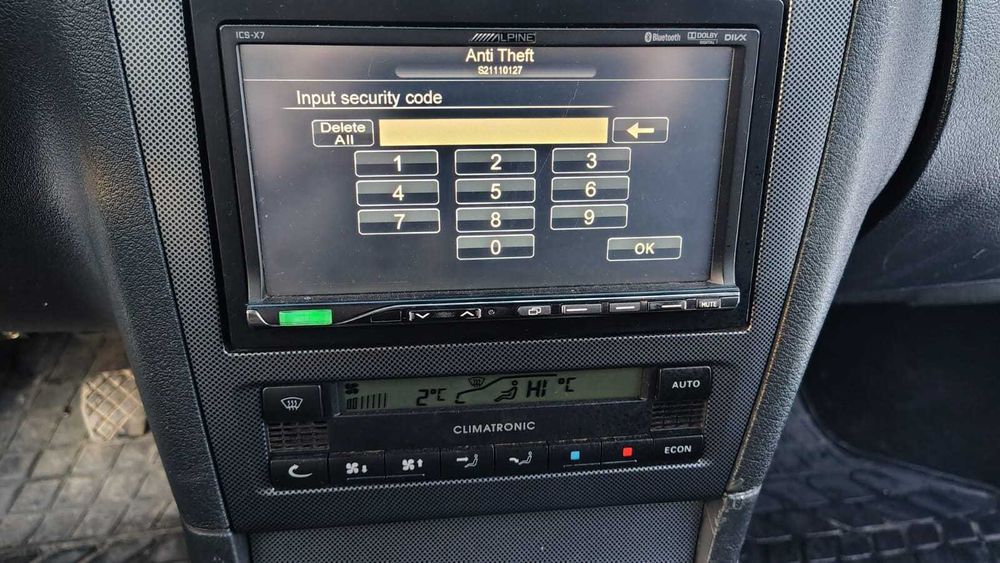 ICS-X7
ALPINE
Bluetooth
DOLBY
DIGITAL
DIVX
Anti Theft
S21110127
Input security code
Delete All
1 2 3
4 5 6
7 8 9
0 OK
MUTE
2°C HI °C
AUTO
CLIMATRONIC
ECON